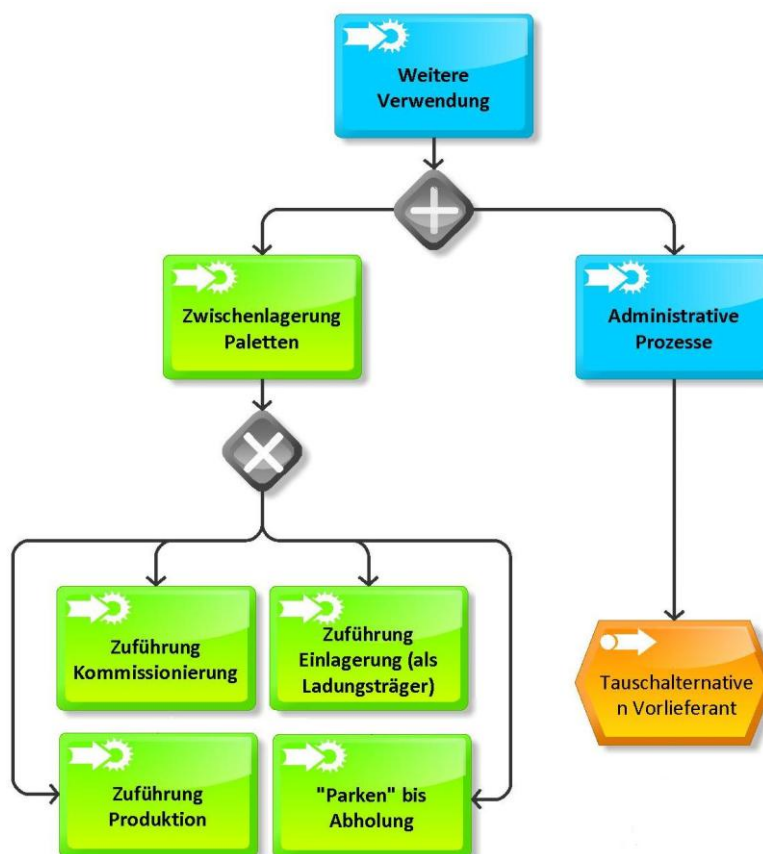 Weitere
Verwendung
Zwischenlagerung
Paletten
Administrative
Prozesse
Zuführung
Kommissionierung
Zuführung
Einlagerung (als
Ladungsträger)
Tauschalternative
n Vorlieferant
Zuführung
Produktion
"Parken" bis
Abholung